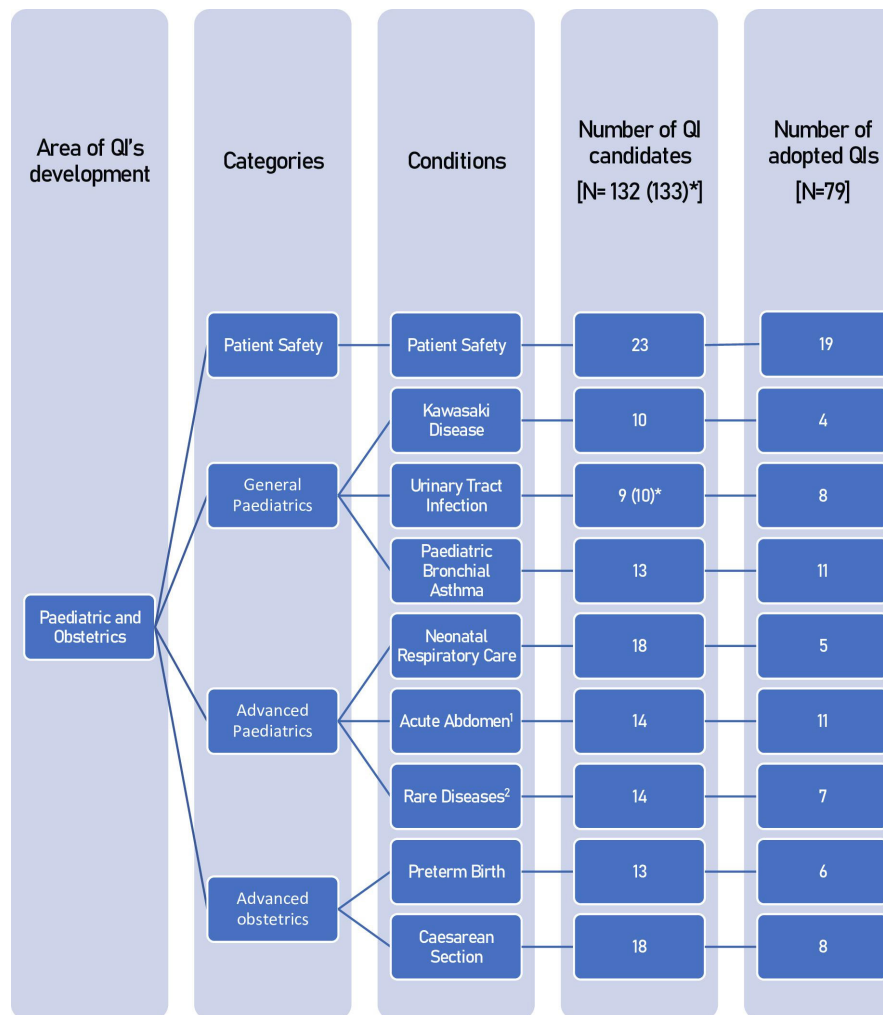 Area of QI's
development
Categories
Conditions
Number of QI
candidates
[N= 132 (133)*]
Number of
adopted QIs
[N=79]
Paediatric and
Obstetrics
Patient Safety
Patient Safety
23
19
General
Paediatrics
Kawasaki
Disease
10
4
Urinary Tract
Infection
9 (10)*
8
Paediatric
Bronchial
Asthma
13
11
Advanced
Paediatrics
Neonatal
Respiratory Care
18
5
Acute Abdomen¹
14
11
Rare Diseases²
14
7
Advanced
obstetrics
Preterm Birth
13
6
Caesarean
Section
18
8